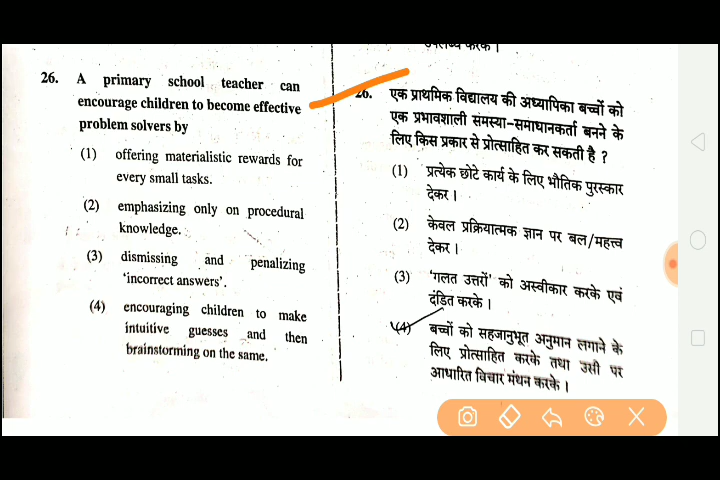 26. A primary school teacher can
encourage children to become effective
problem solvers by
(1) offering materialistic rewards for
every small tasks.
(2) emphasizing only on procedural
knowledge.
(3) dismissing and penalizing
‘incorrect answers’.
(4) encouraging children to make
intuitive guesses and then
brainstorming on the same.
करके ।
26. एक प्राथमिक विद्यालय की अध्यापिका बच्चों को
एक प्रभावशाली समस्या-समाधानकर्ता बनने के
लिए किस प्रकार से प्रोत्साहित कर सकती है ?
(1) प्रत्येक छोटे कार्य के लिए भौतिक पुरस्कार
देकर ।
(2) केवल प्रक्रियात्मक ज्ञान पर बल/महत्त्व
देकर ।
(3) ‘गलत उत्तरों’ को अस्वीकार करके एवं
दंडित करके ।
(4) बच्चों को सहजानुभूत अनुमान लगाने के
लिए प्रोत्साहित करके तथा उसी पर
आधारित विचार मंथन करके ।